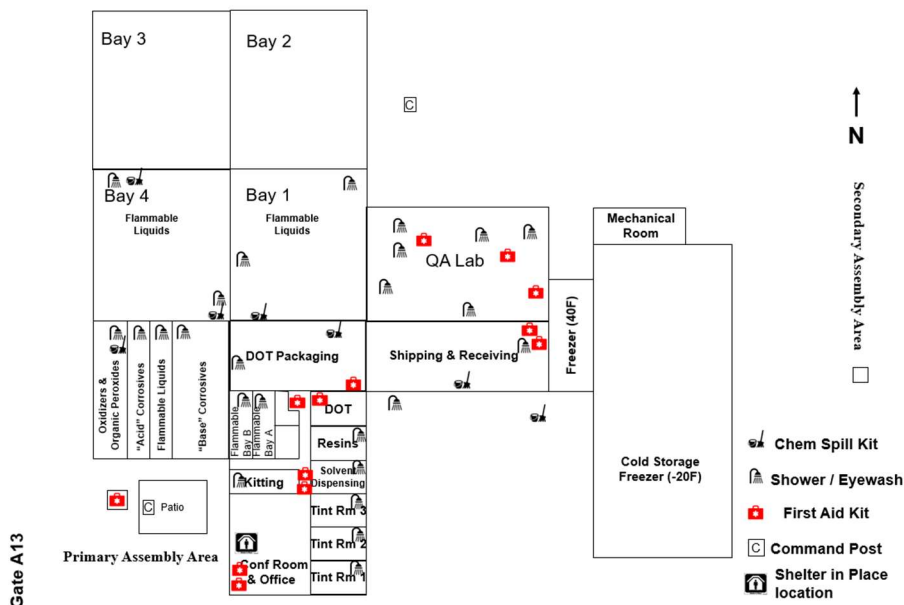 Bay 3
Bay 2
C
N
Secondary Assembly Area
Bay 4
Flammable
Liquids
Bay 1
Flammable
Liquids
Mechanical
Room
QA Lab
Freezer (40F)
DOT Packaging
Shipping & Receiving
Oxidizers &
Organic Peroxides
"Acid" Corrosives
Flammable Liquids
"Base" Corrosives
Flammable
Bay B
Flammable
Bay A
DOT
Resins
Solvent
Dispensing
Kitting
Cold Storage
Freezer (-20F)
Tint Rm 3
Tint Rm 2
Tint Rm 1
Conf Room
& Office
C
Patio
Primary Assembly Area
Gate A13
Chem Spill Kit
Shower / Eyewash
First Aid Kit
C
Command Post
Shelter in Place
location